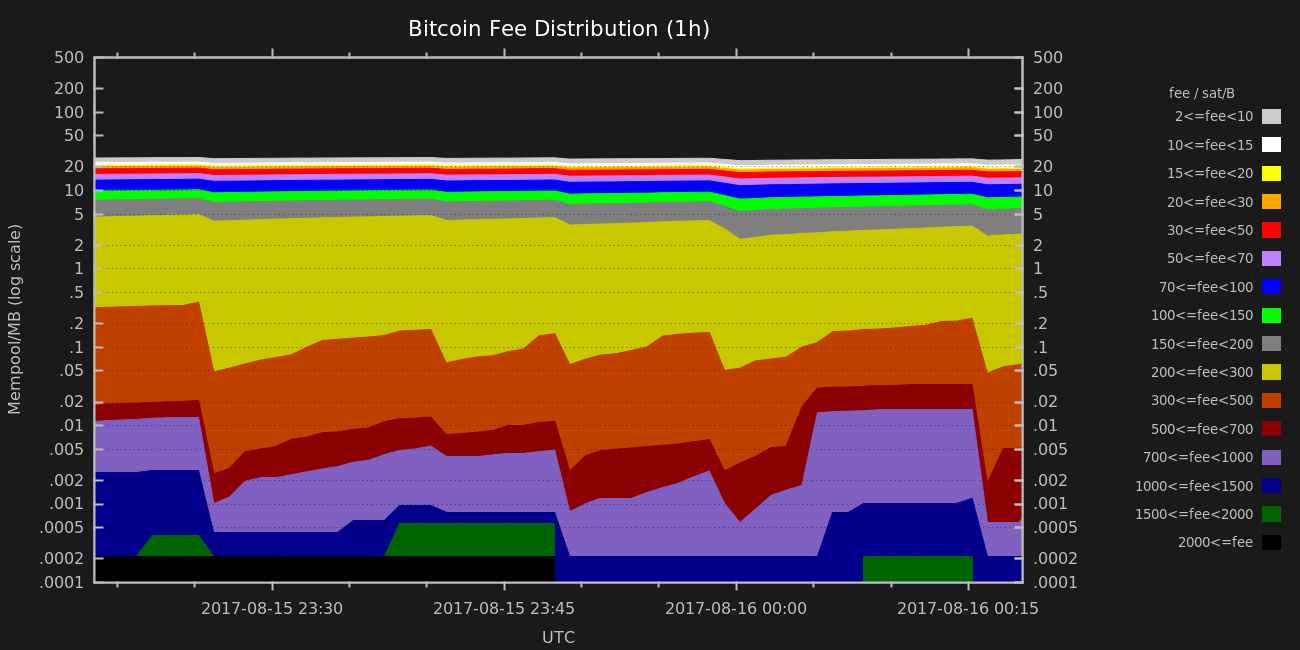 Bitcoin Fee Distribution (1h)
500
200
100
50
20
10
5
2
1
.5
.2
.1
.05
.02
.01
.005
.002
.001
.0005
.0002
.0001
Mempool/MB (log scale)
500
200
100
50
20
10
5
2
1
.5
.2
.1
.05
.02
.01
.005
.002
.001
.0005
.0002
.0001
2017-08-15 23:30
2017-08-15 23:45
2017-08-16 00:00
2017-08-16 00:15
UTC
fee / sat/B
2<=fee<10
10<=fee<15
15<=fee<20
20<=fee<30
30<=fee<50
50<=fee<70
70<=fee<100
100<=fee<150
150<=fee<200
200<=fee<300
300<=fee<500
500<=fee<700
700<=fee<1000
1000<=fee<1500
1500<=fee<2000
2000<=fee